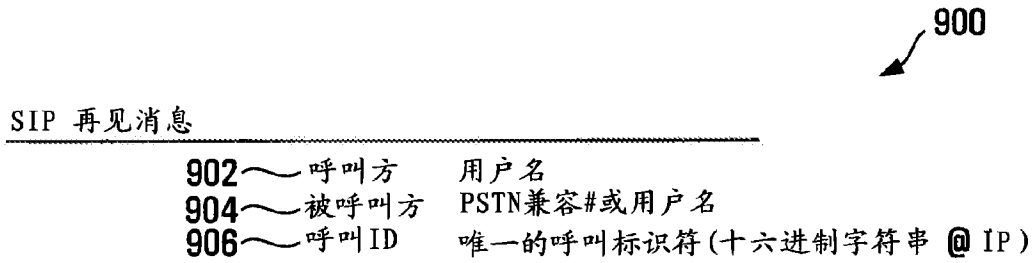 900
SIP 再见消息
902 呼叫方 用户名
904 被呼叫方 PSTN兼容#或用户名
906 呼叫ID 唯一的呼叫标识符(十六进制字符串 @ IP)